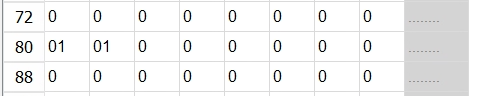 72 0 0 0 0 0 0 0 0 ........
80 01 01 0 0 0 0 0 0 ........
88 0 0 0 0 0 0 0 0 ........